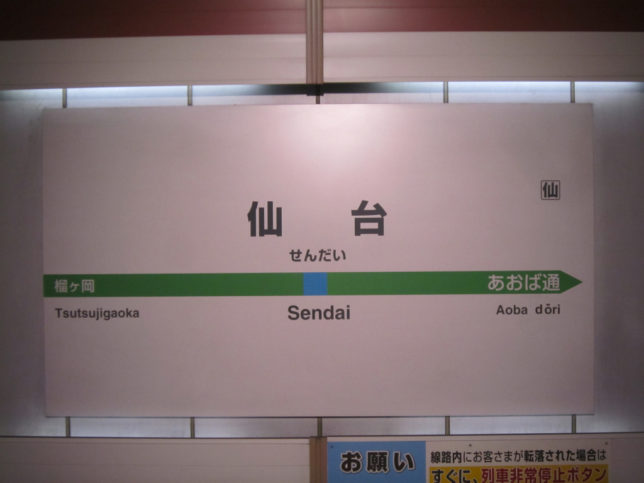 仙
仙台
せんだい
榴ヶ岡
あおば通
Tsutsujigaoka
Sendai
Aoba dōri
お願い
線路内にお客さまが転落された場合は
すぐに、列車非常停止ボタン